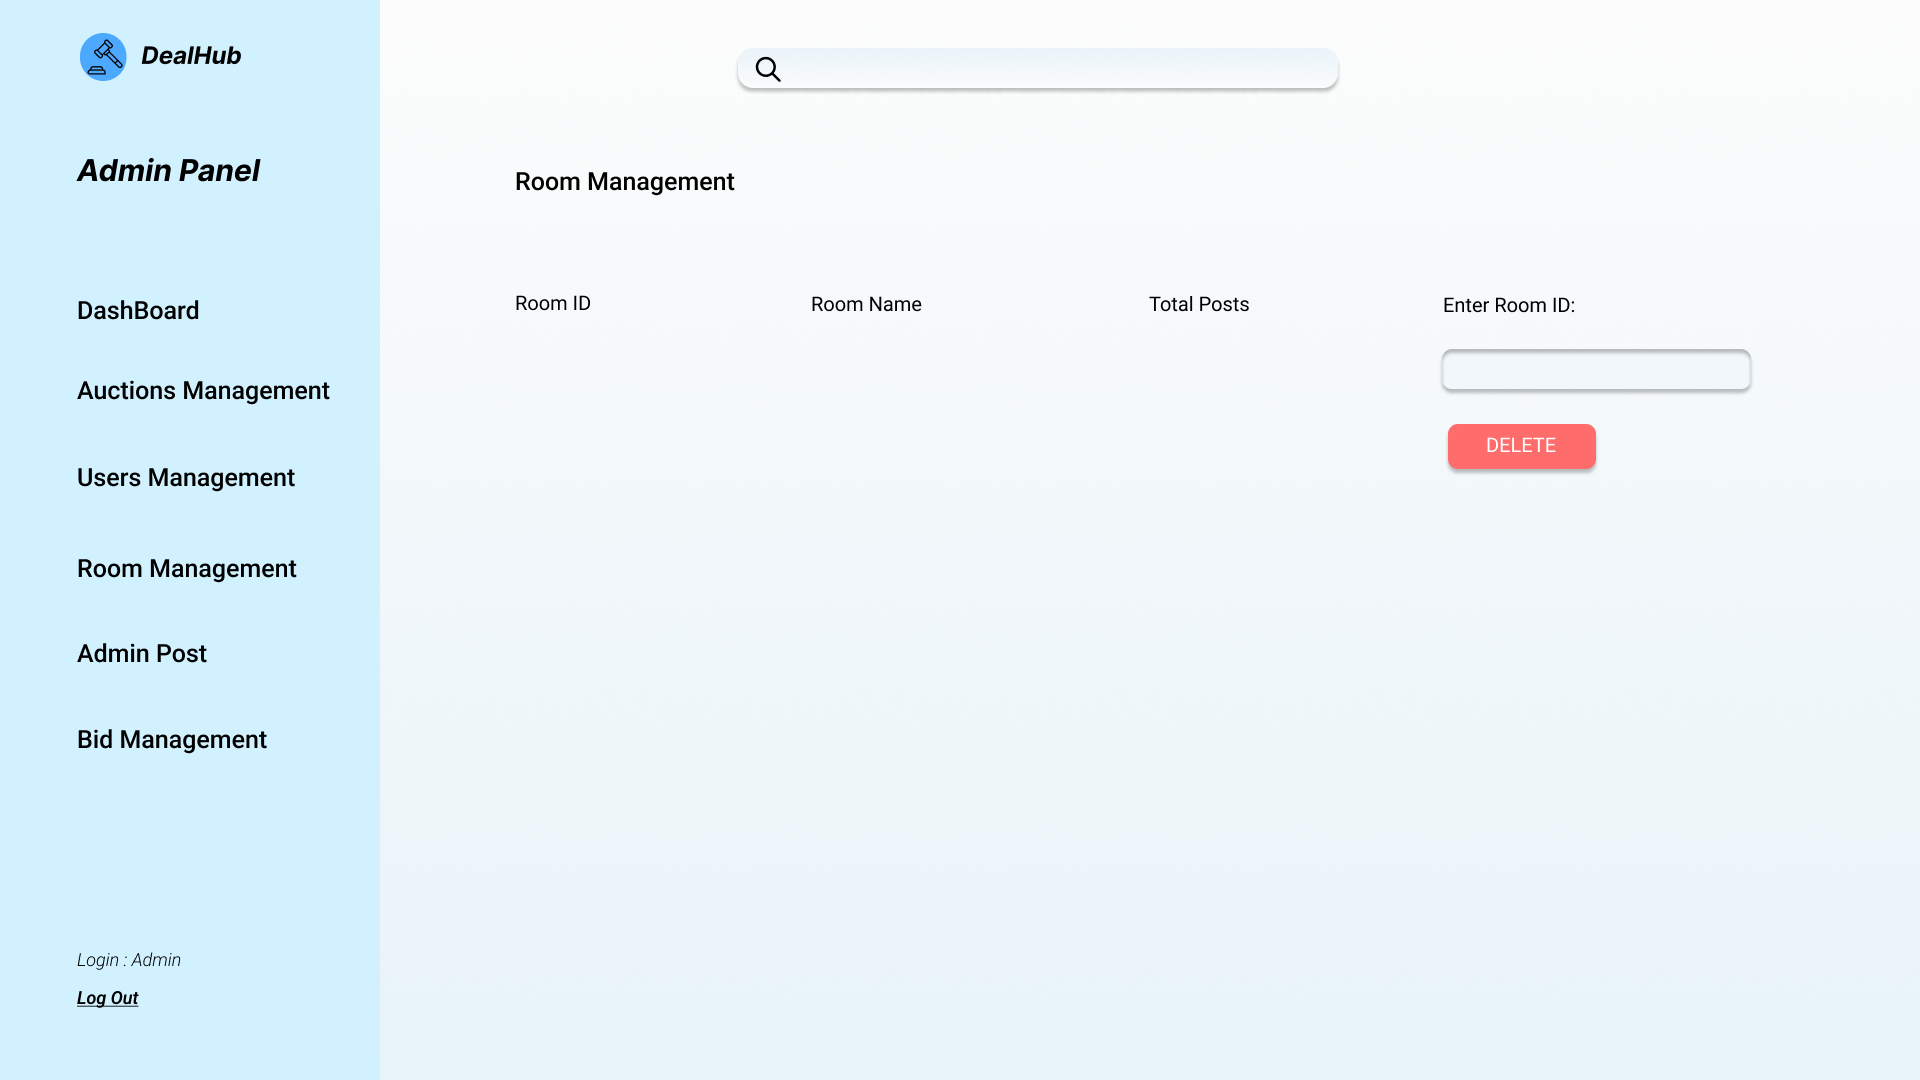 DealHub
Admin Panel
DashBoard
Auctions Management
Users Management
Room Management
Admin Post
Bid Management
Login : Admin
Log Out
Room Management
Room ID
Room Name
Total Posts
Enter Room ID:
DELETE